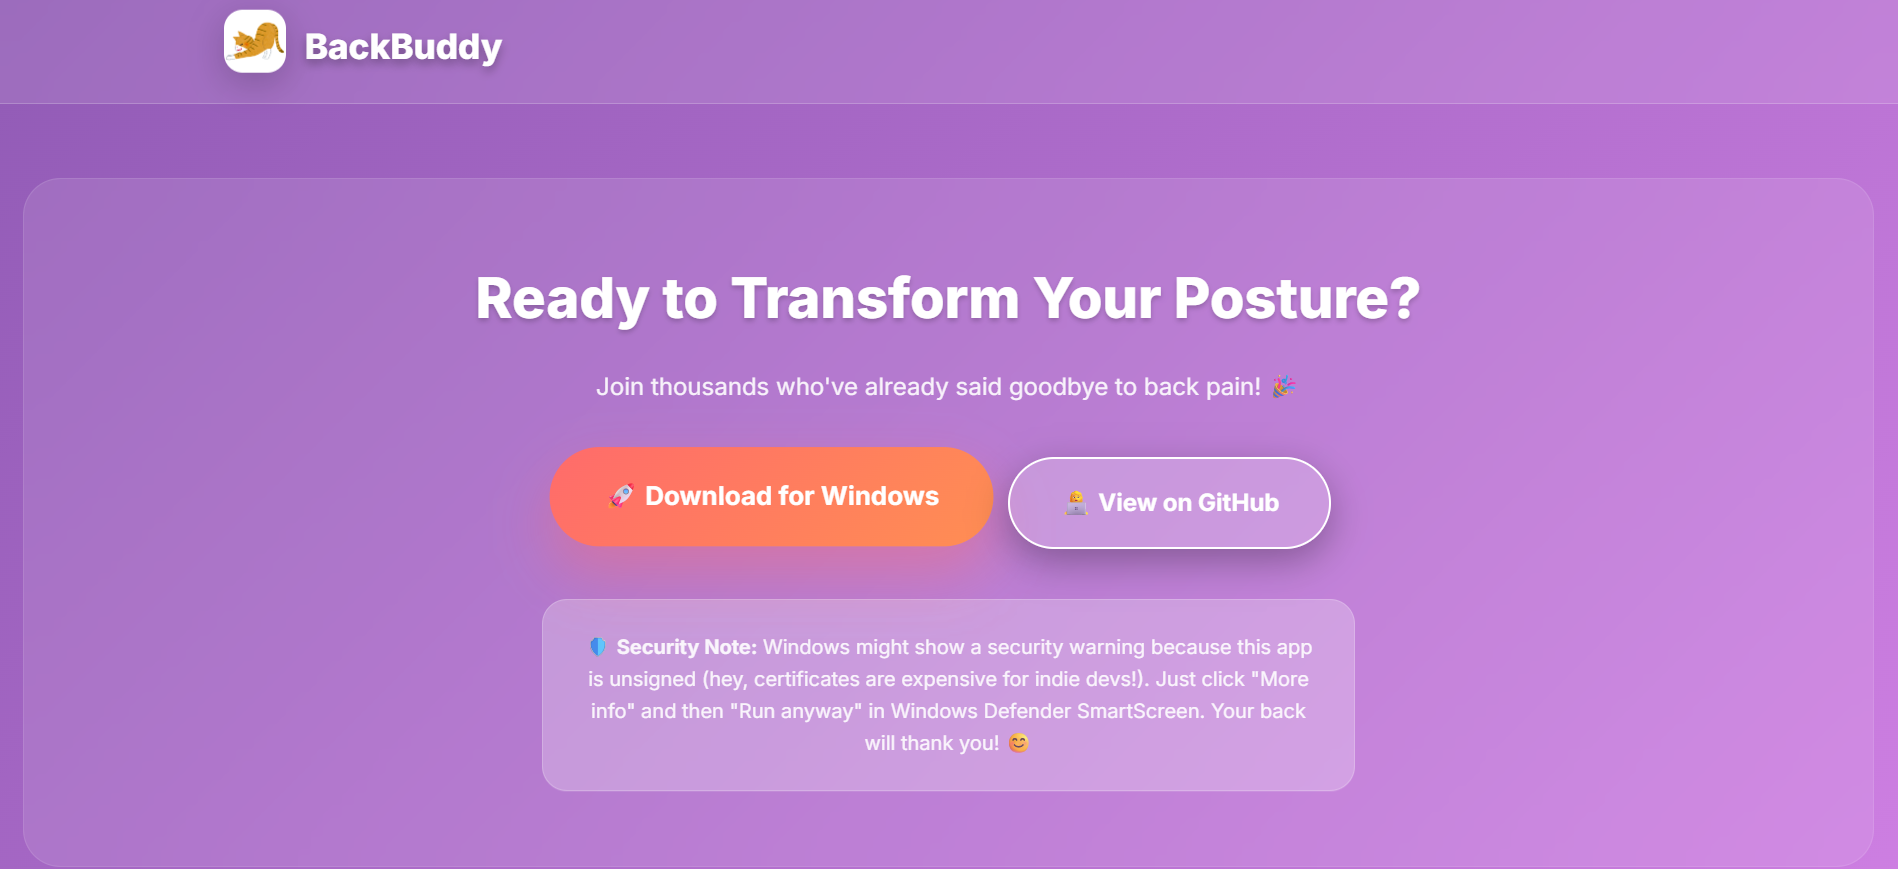 BackBuddy
Ready to Transform Your Posture?
Join thousands who've already said goodbye to back pain! 🎉
🚀 Download for Windows
👩‍💻 View on GitHub
🛡️ Security Note: Windows might show a security warning because this app
is unsigned (hey, certificates are expensive for indie devs!). Just click "More
info" and then "Run anyway" in Windows Defender SmartScreen. Your back
will thank you! 😊